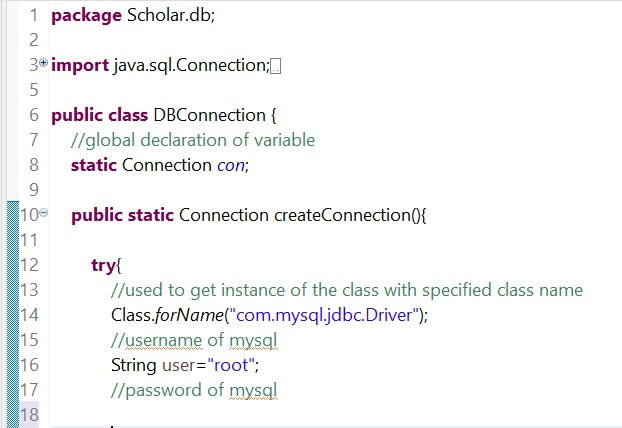 1 package Scholar.db;
2
3 import java.sql.Connection;
5
6 public class DBConnection {
7 //global declaration of variable
8 static Connection con;
9
10 public static Connection createConnection(){
11
12 try{
13 //used to get instance of the class with specified class name
14 Class.forName("com.mysql.jdbc.Driver");
15 //username of mysql
16 String user="root";
17 //password of mysql
18